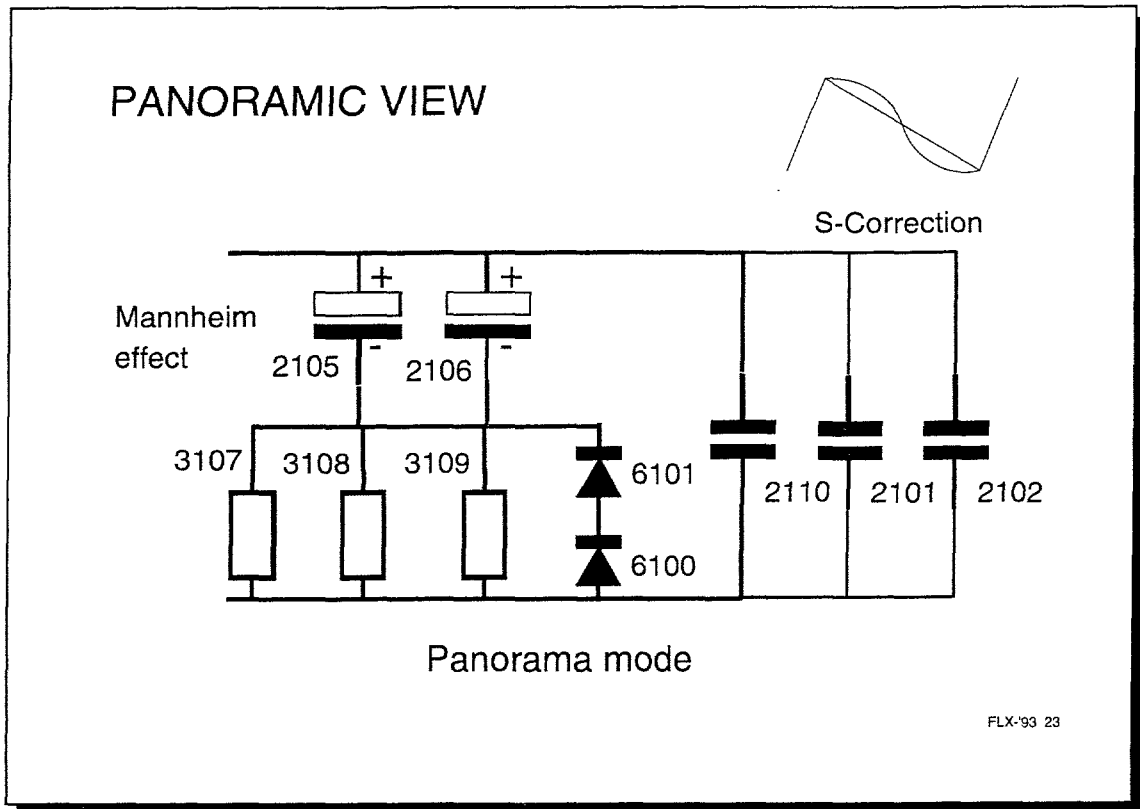 PANORAMIC VIEW
S-Correction
Mannheim
effect
+
+
-
-
2105
2106
3107
3108
3109
6101
6100
2110
2101
2102
Panorama mode
FLX-'93 23